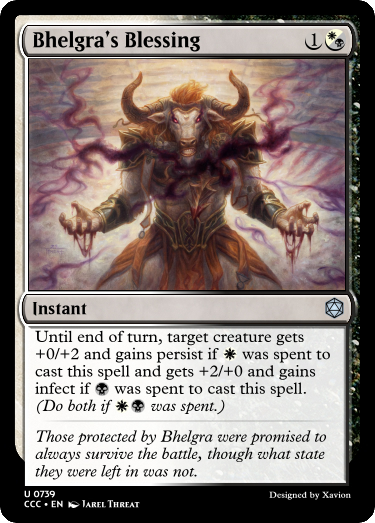 Bhelgra's Blessing 1
Instant
Until end of turn, target creature gets
+0/+2 and gains persist if was spent to
cast this spell and gets +2/+0 and gains
infect if was spent to cast this spell.
(Do both if was spent.)
Those protected by Bhelgra were promised to
always survive the battle, though what state
they were left in was not.
U 0739
Designed by Xavion
CCC • EN JAREL THREAT